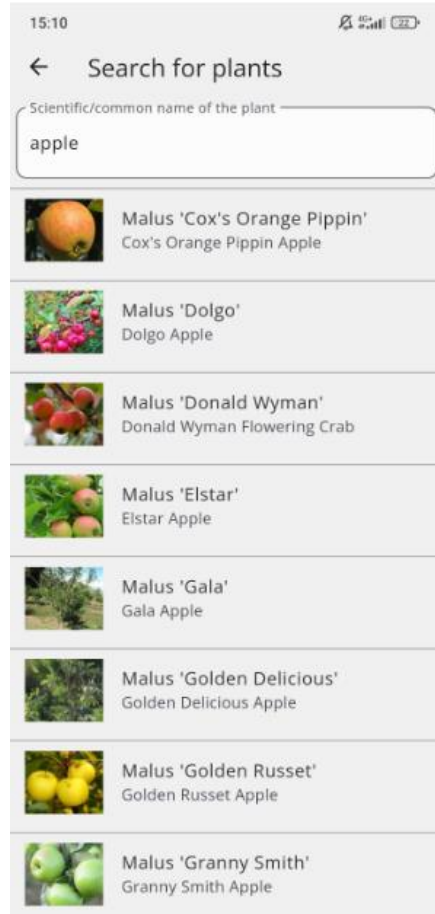 15:10
22
Search for plants
Scientific/common name of the plant
apple
Malus 'Cox's Orange Pippin'
Cox's Orange Pippin Apple
Malus 'Dolgo'
Dolgo Apple
Malus 'Donald Wyman'
Donald Wyman Flowering Crab
Malus 'Elstar'
Elstar Apple
Malus 'Gala'
Gala Apple
Malus 'Golden Delicious'
Golden Delicious Apple
Malus 'Golden Russet'
Golden Russet Apple
Malus 'Granny Smith'
Granny Smith Apple